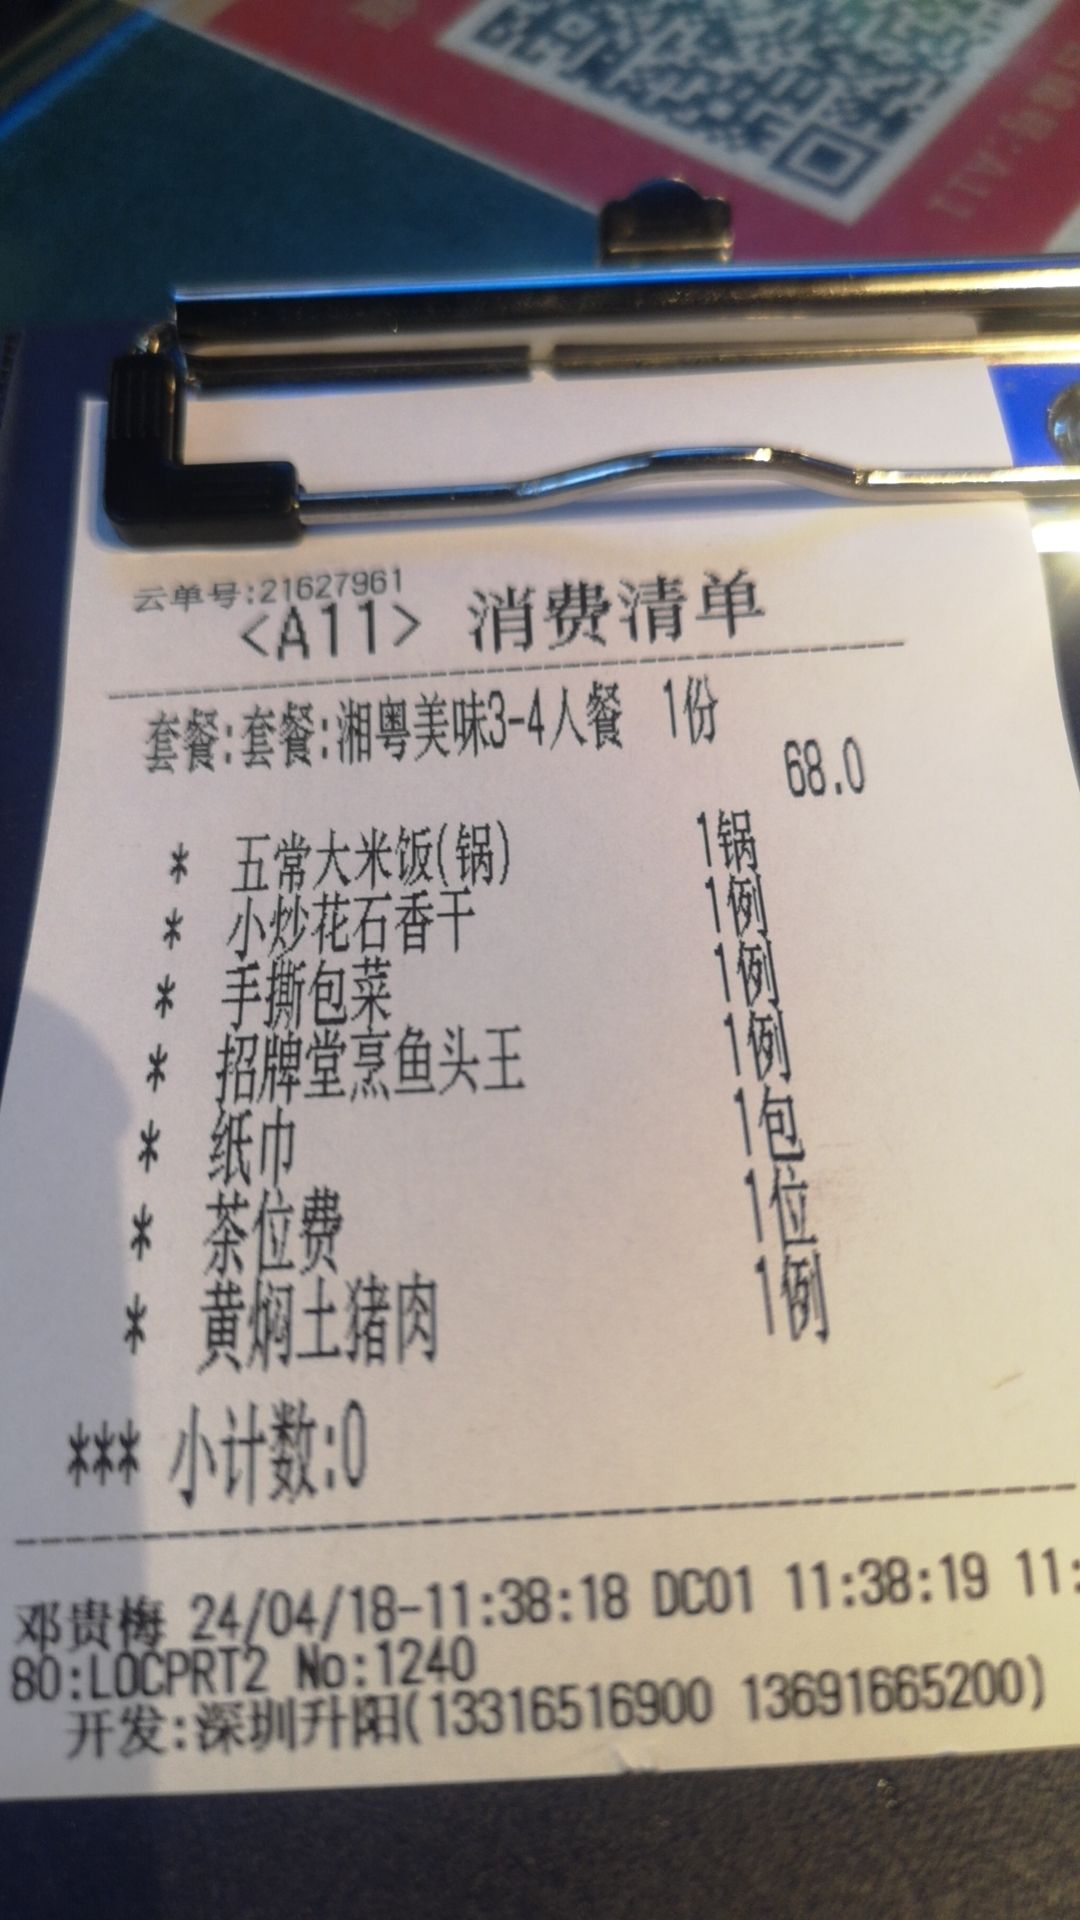 云单号:21627961
<A11> 消费清单
套餐:套餐:湘粤美味3-4人餐 1份
68.0
* 五常大米饭(锅) 1锅
* 小炒花石香干 1例
* 手撕包菜 1例
* 招牌堂烹鱼头王 1例
* 纸巾 1包
* 茶位费 1位
* 黄焖土猪肉 1例
*** 小计数:0
邓贵梅 24/04/18-11:38:18 DC01 11:38:19 11:
80:LOCPRT2 No:1240
开发:深圳升阳(13316516900 13691665200)